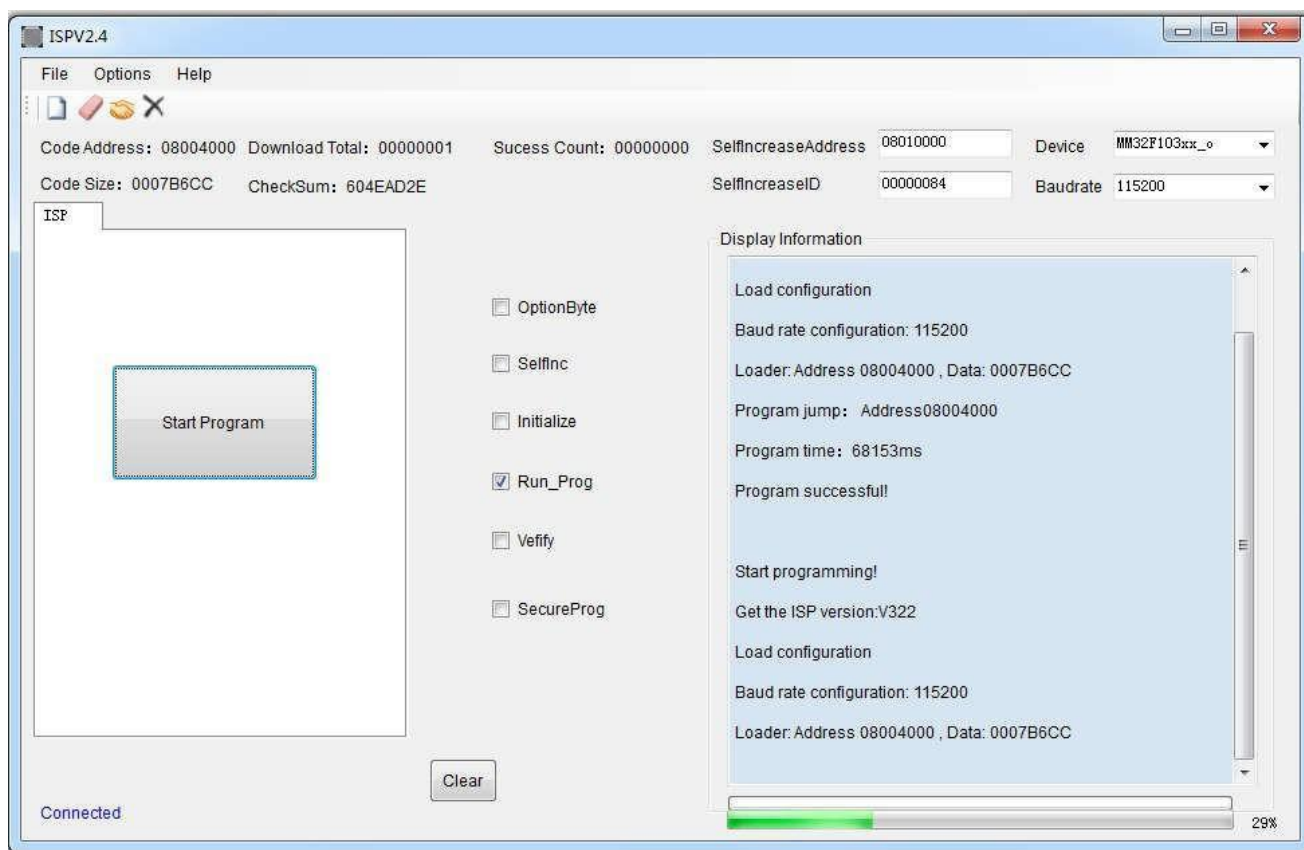 ISPV2.4
File Options Help
Code Address: 08004000 Download Total: 00000001 Sucess Count: 00000000 SelfIncreaseAddress 08010000 Device MM32F103xx_o
Code Size: 0007B6CC CheckSum: 604EAD2E SelfIncreaseID 00000084 Baudrate 115200
ISP
Start Program
OptionByte
SelfInc
Initialize
Run_Prog
Vefify
SecureProg
Clear
Connected
Display Information
Load configuration
Baud rate configuration: 115200
Loader: Address 08004000 , Data: 0007B6CC
Program jump: Address08004000
Program time: 68153ms
Program successful!
Start programming!
Get the ISP version:V322
Load configuration
Baud rate configuration: 115200
Loader: Address 08004000 , Data: 0007B6CC
29%